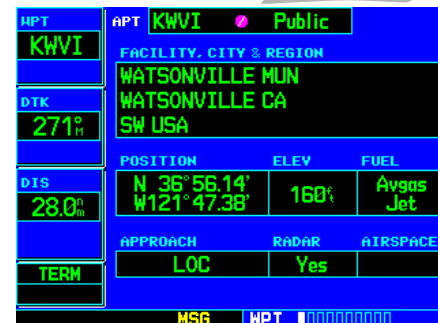 WPT
KWVI
DTK
271°M
DIS
28.0nm
TERM
APT KWVI Public
FACILITY, CITY & REGION
WATSONVILLE MUN
WATSONVILLE CA
SW USA
POSITION ELEV FUEL
N 36°56.14'
W121°47.38'
160ft
Avgas
Jet
APPROACH RADAR AIRSPACE
LOC Yes
MSG WPT